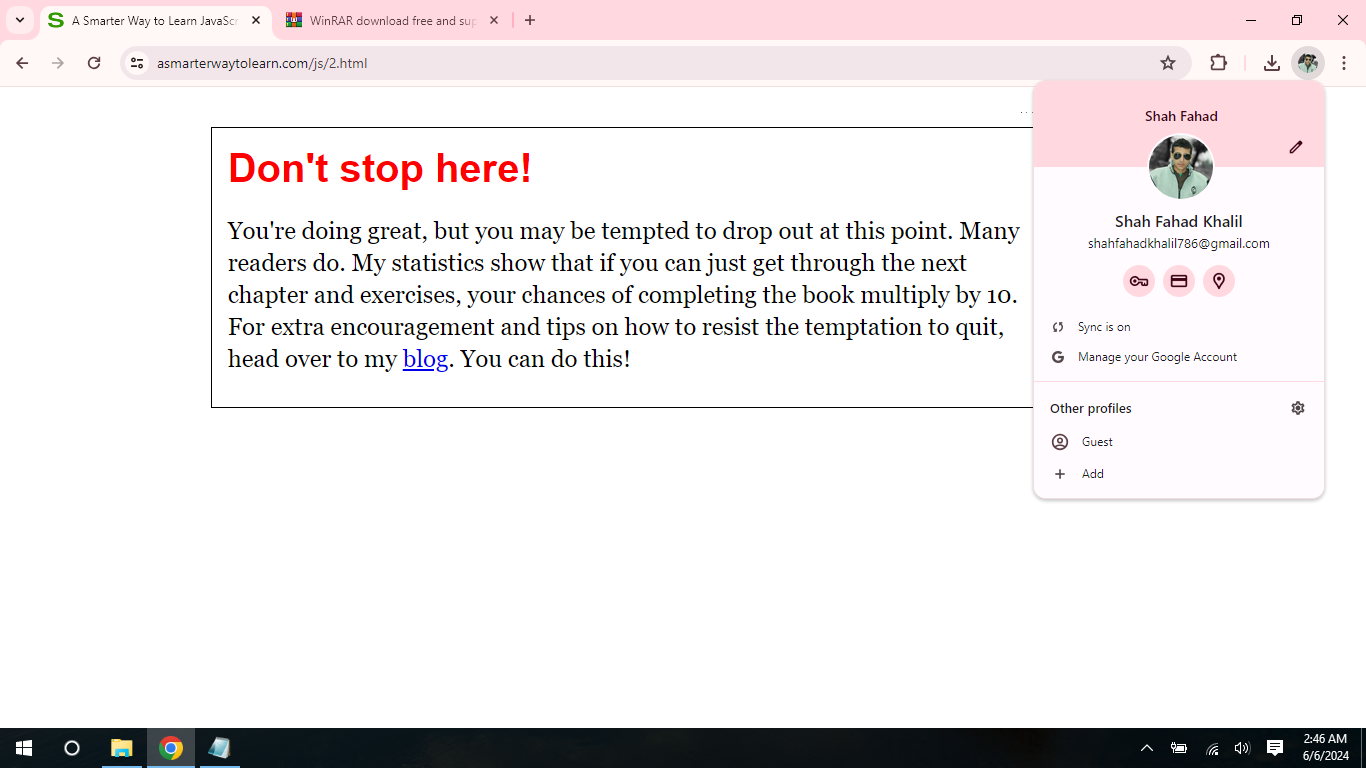 A Smarter Way to Learn JavaScr
WinRAR download free and sup
asmarterwaytolearn.com/js/2.html
Don't stop here!
You're doing great, but you may be tempted to drop out at this point. Many
readers do. My statistics show that if you can just get through the next
chapter and exercises, your chances of completing the book multiply by 10.
For extra encouragement and tips on how to resist the temptation to quit,
head over to my blog. You can do this!
Shah Fahad
Shah Fahad Khalil
shahfahadkhalil786@gmail.com
Sync is on
Manage your Google Account
Other profiles
Guest
Add
2:46 AM
6/6/2024